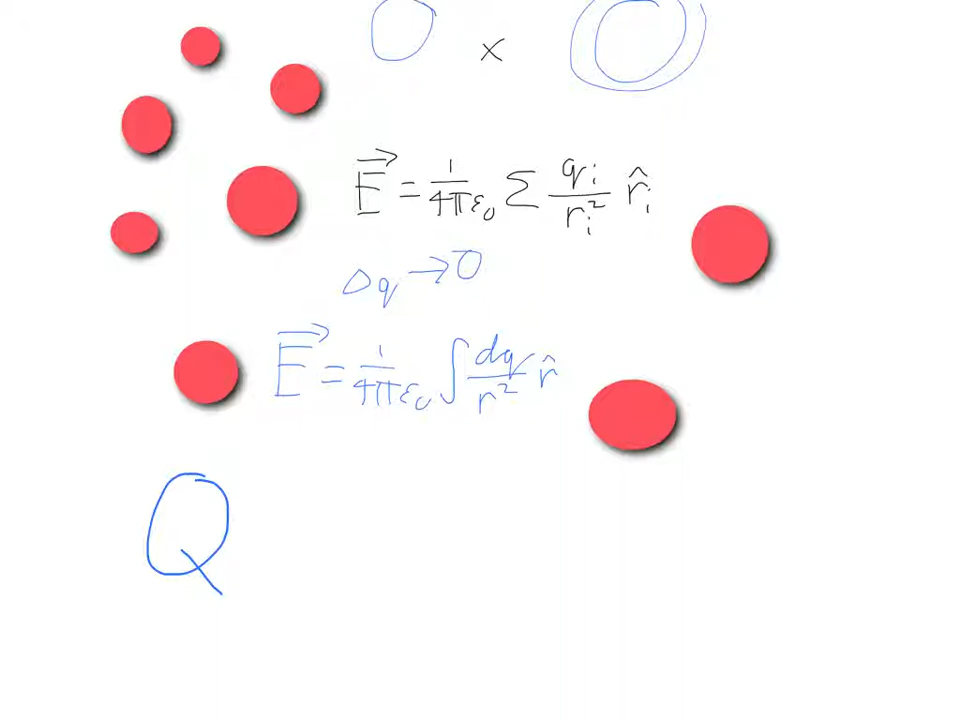 x
E⃗ = 1/4πε₀ Σ qᵢ/rᵢ² r̂ᵢ
Δq → 0
E⃗ = 1/4πε₀ ∫ dq/r² r̂
Q